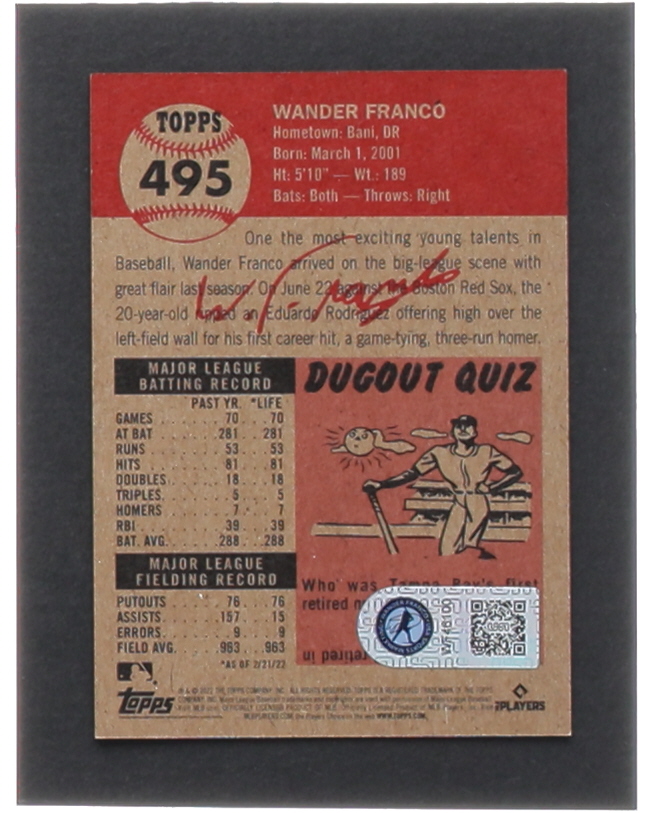 TOPPS
495
WANDER FRANCO
Hometown: Bani, DR
Born: March 1, 2001
Ht: 5'10" — Wt.: 189
Bats: Both — Throws: Right
One the most exciting young talents in
Baseball, Wander Franco arrived on the big-league scene with
great flair last season. On June 22 against the Boston Red Sox, the
20-year-old ripped an Eduardo Rodriguez offering high over the
left-field wall for his first career hit, a game-tying, three-run homer.
MAJOR LEAGUE
BATTING RECORD
PAST YR. *LIFE
GAMES 70 70
AT BAT 281 281
RUNS 53 53
HITS 81 81
DOUBLES 18 18
TRIPLES 5 5
HOMERS 7 7
RBI 39 39
BAT. AVG. .288 .288
MAJOR LEAGUE
FIELDING RECORD
PUTOUTS 76 76
ASSISTS 157 15
ERRORS 9 9
FIELD AVG. .963 .963
*AS OF 2/21/22
DUGOUT QUIZ
Who was Tampa Bay's first
retired
retired in
Topps
PLAYERS
WWW.TOPPS.COM